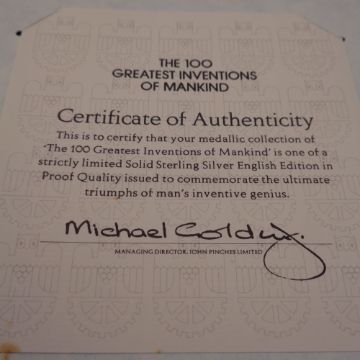 THE 100
GREATEST INVENTIONS
OF MANKIND
Certificate of Authenticity
This is to certify that your medallic collection of
'The 100 Greatest Inventions of Mankind' is one of a
strictly limited Solid Sterling Silver English Edition in
Proof Quality issued to commemorate the ultimate
triumphs of man's inventive genius.
Michael
MANAGING DIRECTOR, JOHN PINCHES LIMITED